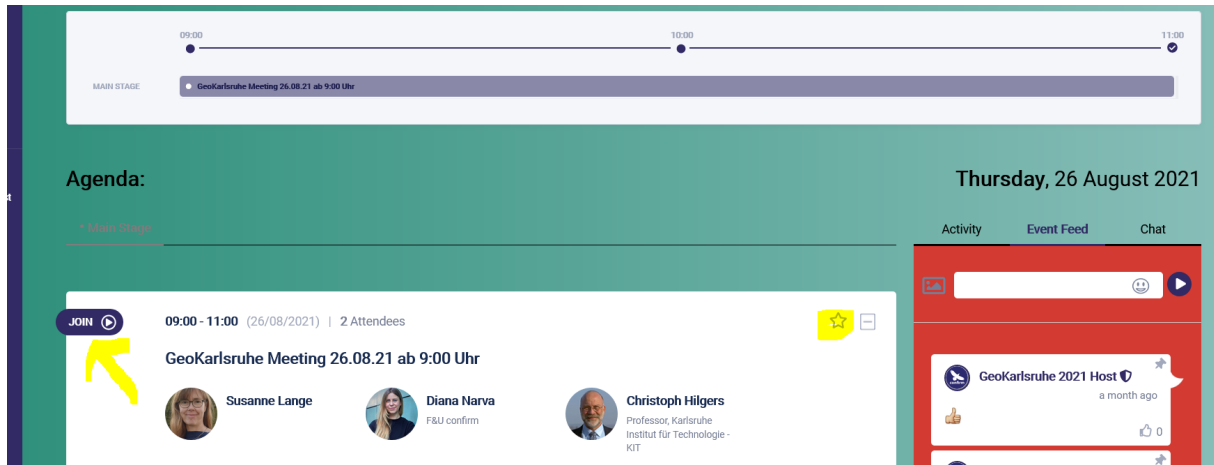 09:00 10:00 11:00
MAIN STAGE
GeoKarlsruhe Meeting 26.08.21 ab 9:00 Uhr
st
Agenda:
Thursday, 26 August 2021
* Main Stage
Activity Event Feed Chat
JOIN
09:00 - 11:00 (26/08/2021) | 2 Attendees
GeoKarlsruhe Meeting 26.08.21 ab 9:00 Uhr
Susanne Lange
Diana Narva
F&U confirm
Christoph Hilgers
Professor, Karlsruhe
Institut für Technologie -
KIT
GeoKarlsruhe 2021 Host
a month ago
0